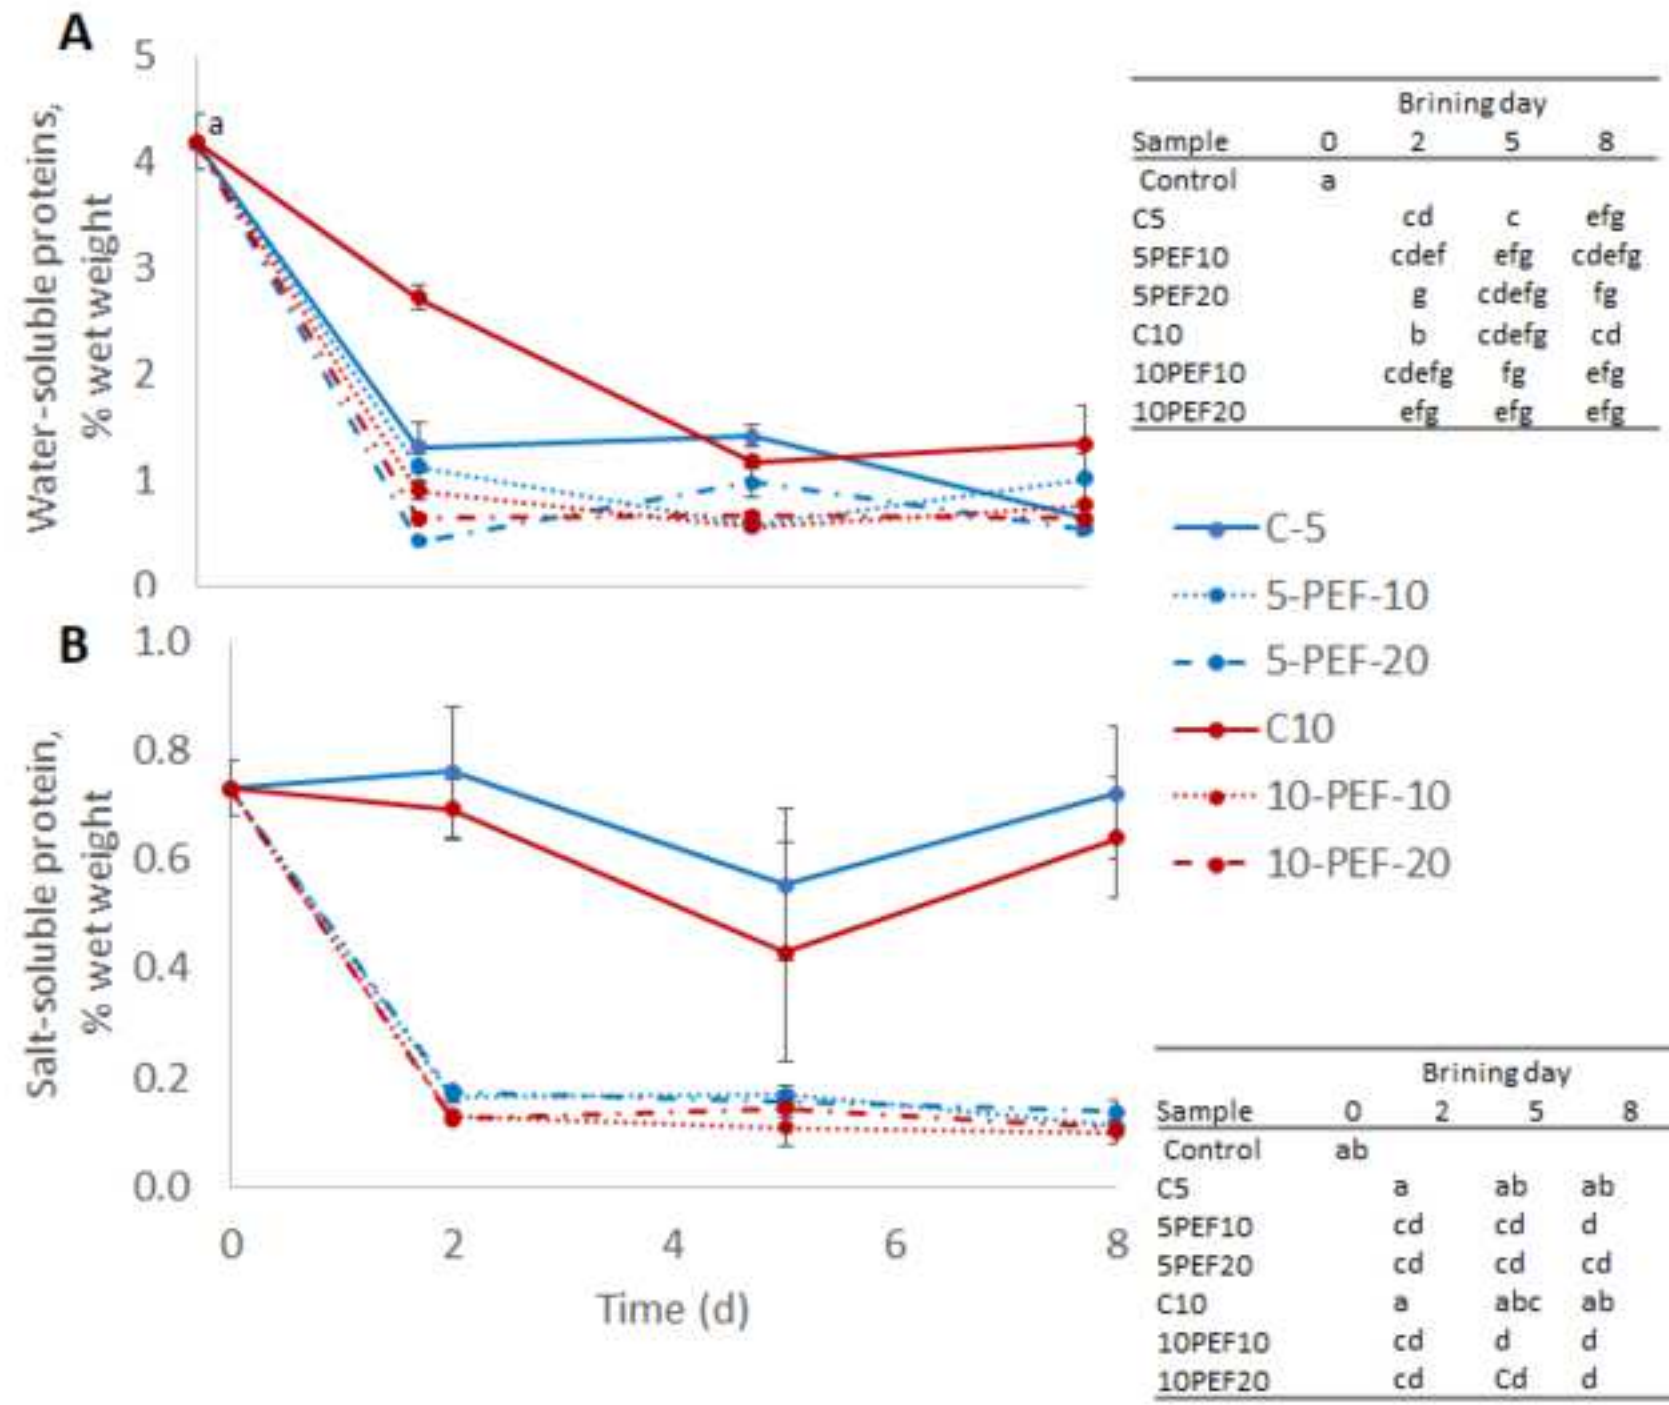 A
5
4
3
2
1
0
Water-soluble proteins,
% wet weight
a
Brining day
Sample 0 2 5 8
Control a
C5 cd c efg
5PEF10 cdef efg cdefg
5PEF20 g cdefg fg
C10 b cdefg cd
10PEF10 cdefg fg efg
10PEF20 efg efg efg
C-5
5-PEF-10
5-PEF-20
C10
10-PEF-10
10-PEF-20
B
1.0
0.8
0.6
0.4
0.2
0.0
Salt-soluble protein,
% wet weight
0 2 4 6 8
Time (d)
Brining day
Sample 0 2 5 8
Control ab
C5 a ab ab
5PEF10 cd cd d
5PEF20 cd cd cd
C10 a abc ab
10PEF10 cd d d
10PEF20 cd Cd d